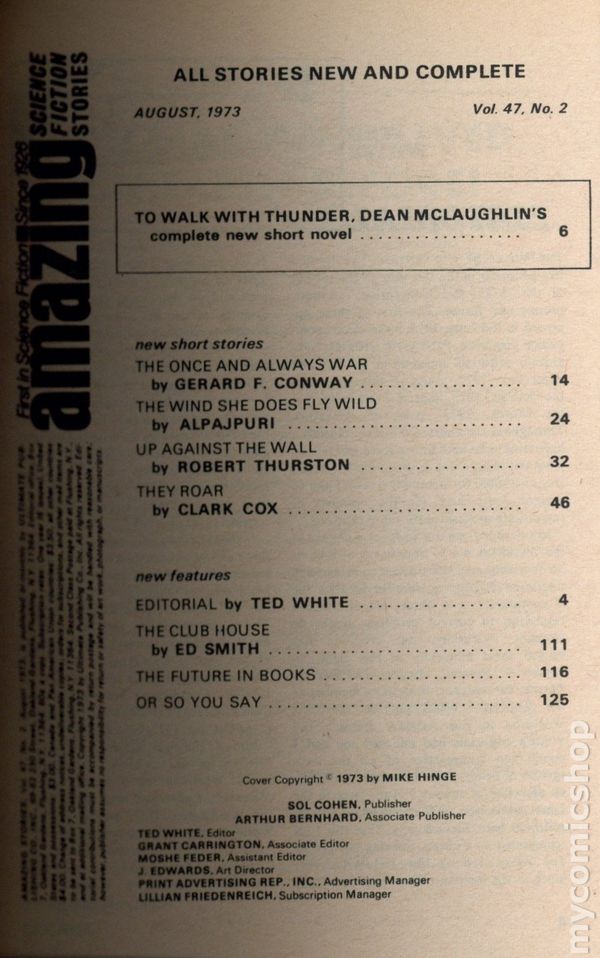 ALL STORIES NEW AND COMPLETE
AUGUST, 1973 Vol. 47, No. 2
TO WALK WITH THUNDER, DEAN MCLAUGHLIN'S
complete new short novel .................. 6
new short stories
THE ONCE AND ALWAYS WAR
by GERARD F. CONWAY .................. 14
THE WIND SHE DOES FLY WILD
by ALPAJPURI .......................... 24
UP AGAINST THE WALL
by ROBERT THURSTON .................. 32
THEY ROAR
by CLARK COX .......................... 46
new features
EDITORIAL by TED WHITE .................. 4
THE CLUB HOUSE
by ED SMITH ............................ 111
THE FUTURE IN BOOKS ...................... 116
OR SO YOU SAY ............................ 125
Cover Copyright © 1973 by MIKE HINGE
SOL COHEN, Publisher
ARTHUR BERNHARD, Associate Publisher
TED WHITE, Editor
GRANT CARRINGTON, Associate Editor
MOSHE FEDER, Assistant Editor
J. EDWARDS, Art Director
PRINT ADVERTISING REP., INC., Advertising Manager
LILLIAN FRIEDENREICH, Subscription Manager
First in Science Fiction Since 1926
amazing
SCIENCE
FICTION
STORIES
mycomicshop